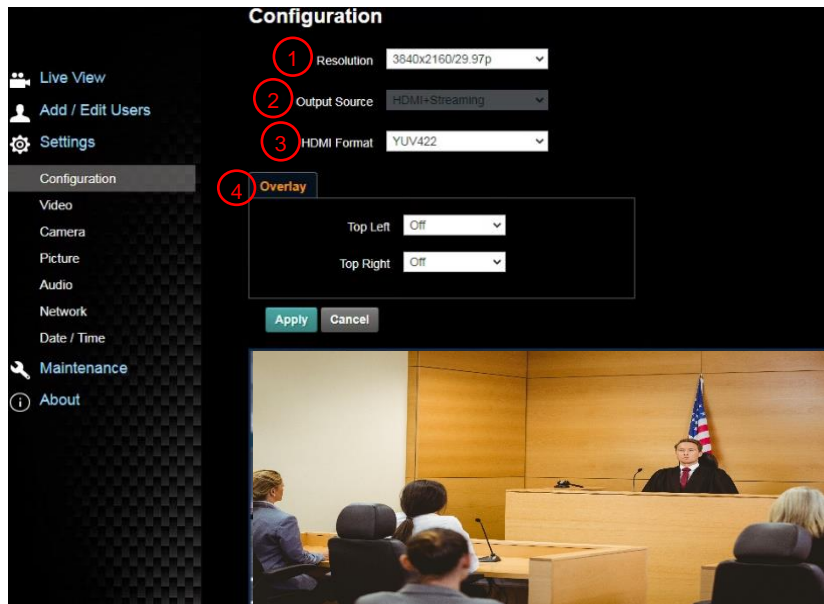 Configuration
1 Resolution 3840x2160/29.97p
2 Output Source HDMI+Streaming
3 HDMI Format YUV422
4 Overlay
Top Left Off
Top Right Off
Apply Cancel
Live View
Add / Edit Users
Settings
Configuration
Video
Camera
Picture
Audio
Network
Date / Time
Maintenance
About